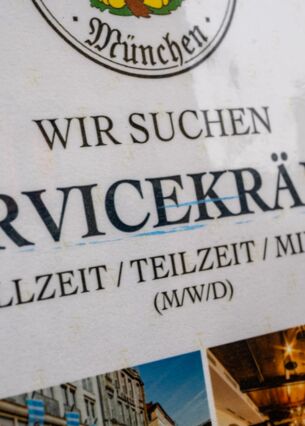 · München ·
WIR SUCHEN
RVICEKRÄ
LLZEIT / TEILZEIT / MI
(M/W/D)